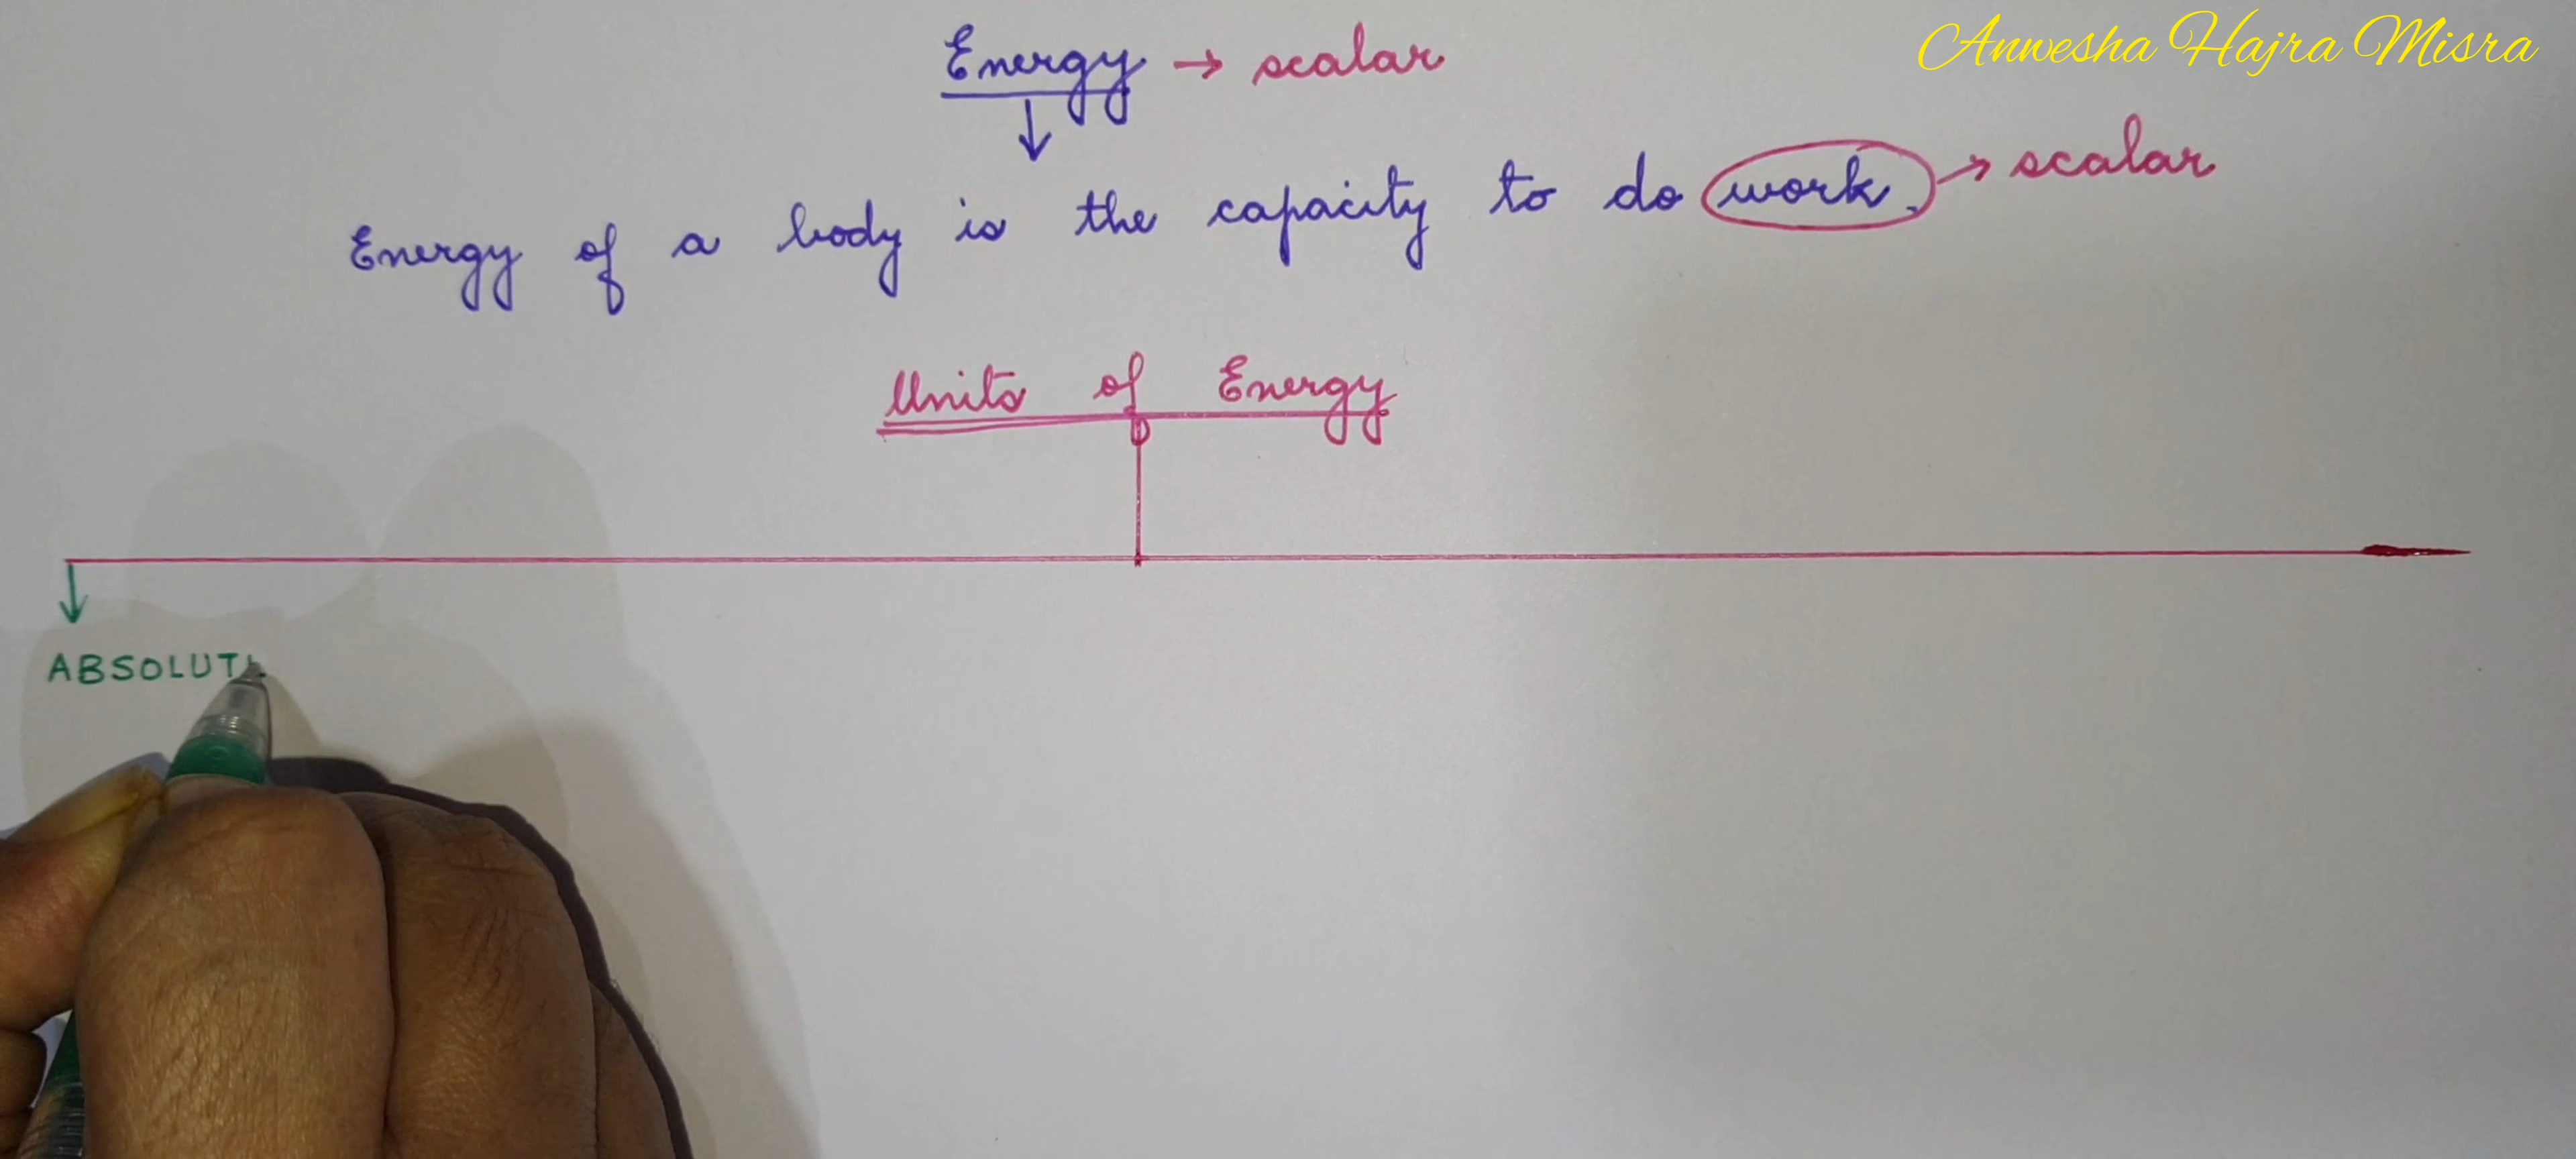 Anwesha Hajra Misra
Energy → scalar
↓
Energy of a body is the capacity to do work. → scalar
Units of Energy
↓
ABSOLUTE